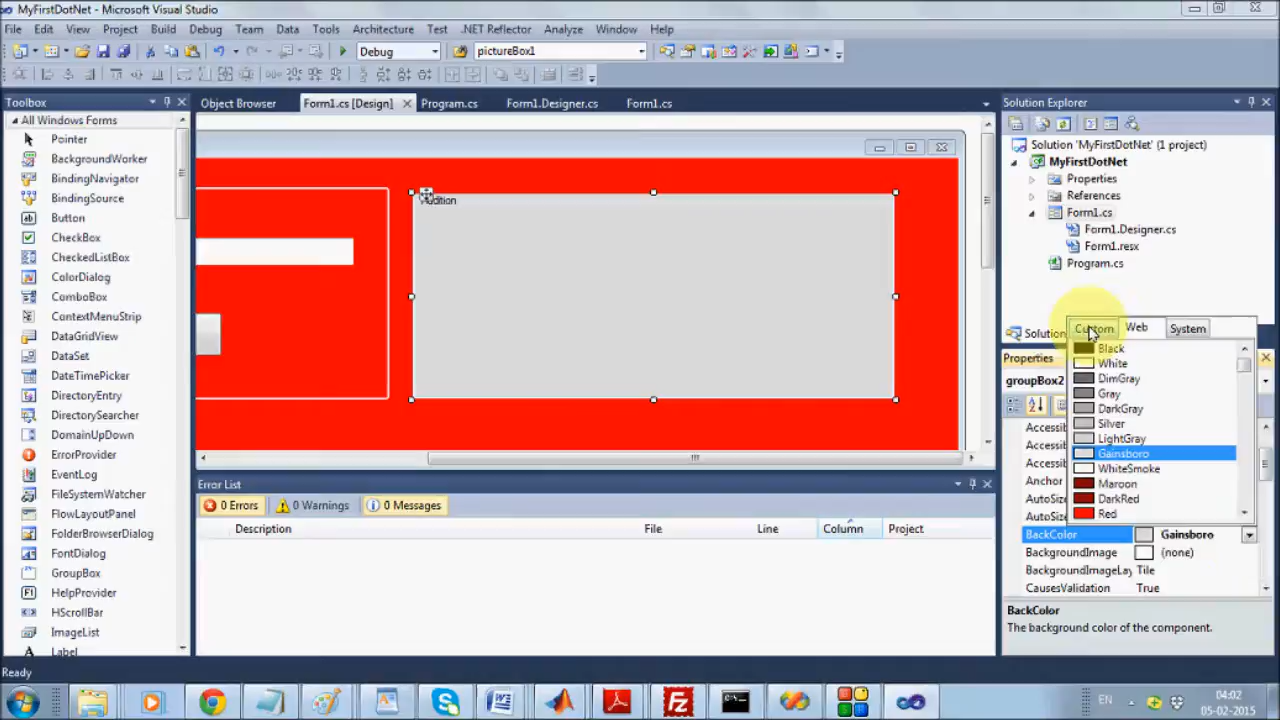 MyFirstDotNet - Microsoft Visual Studio
File Edit View Project Build Debug Team Data Tools Architecture Test .NET Reflector Analyze Window Help
Debug pictureBox1
Toolbox
Object Browser Form1.cs [Design] Program.cs Form1.Designer.cs Form1.cs
Solution Explorer
All Windows Forms
Pointer
BackgroundWorker
BindingNavigator
BindingSource
Button
CheckBox
CheckedListBox
ColorDialog
ComboBox
ContextMenuStrip
DataGridView
DataSet
DateTimePicker
DirectoryEntry
DirectorySearcher
DomainUpDown
ErrorProvider
EventLog
FileSystemWatcher
FlowLayoutPanel
FolderBrowserDialog
FontDialog
GroupBox
HelpProvider
HScrollBar
ImageList
Label
Solution 'MyFirstDotNet' (1 project)
MyFirstDotNet
Properties
References
Form1.cs
Form1.Designer.cs
Form1.resx
Program.cs
Solution
Custom Web System
Black
White
DimGray
Gray
DarkGray
Silver
LightGray
Gainsboro
WhiteSmoke
Maroon
DarkRed
Red
Properties
groupBox2
Anchor
BackColor Gainsboro
BackgroundImage (none)
BackgroundImageLay Tile
CausesValidation True
BackColor
The background color of the component.
Error List
0 Errors 0 Warnings 0 Messages
Description File Line Column Project
Ready
EN
04:02
05-02-2015